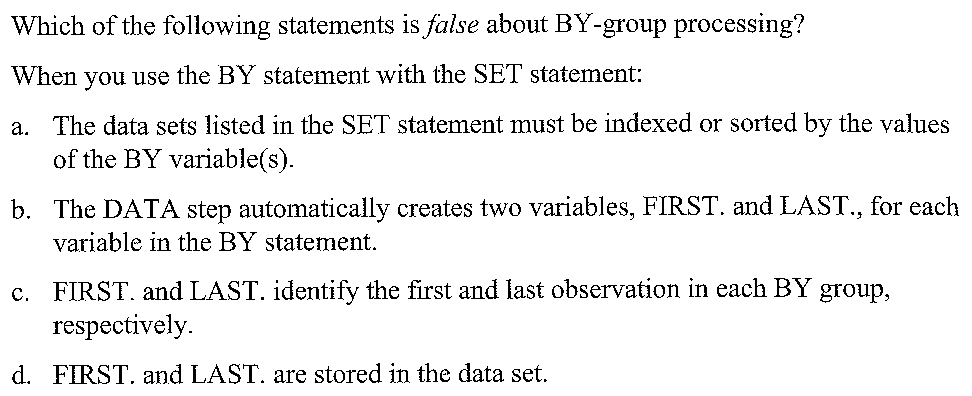 Which of the following statements is false about BY-group processing?
When you use the BY statement with the SET statement:
a. The data sets listed in the SET statement must be indexed or sorted by the values
of the BY variable(s).
b. The DATA step automatically creates two variables, FIRST. and LAST., for each
variable in the BY statement.
c. FIRST. and LAST. identify the first and last observation in each BY group,
respectively.
d. FIRST. and LAST. are stored in the data set.